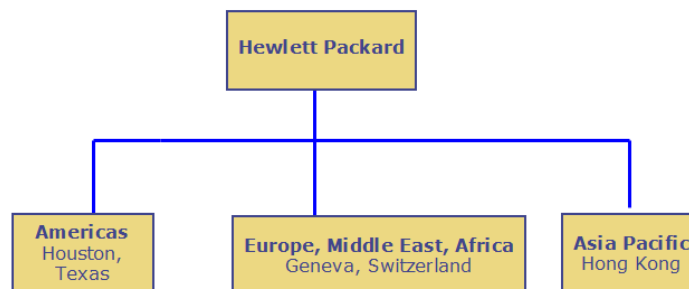 Hewlett Packard
Americas
Houston,
Texas
Europe, Middle East, Africa
Geneva, Switzerland
Asia Pacific
Hong Kong